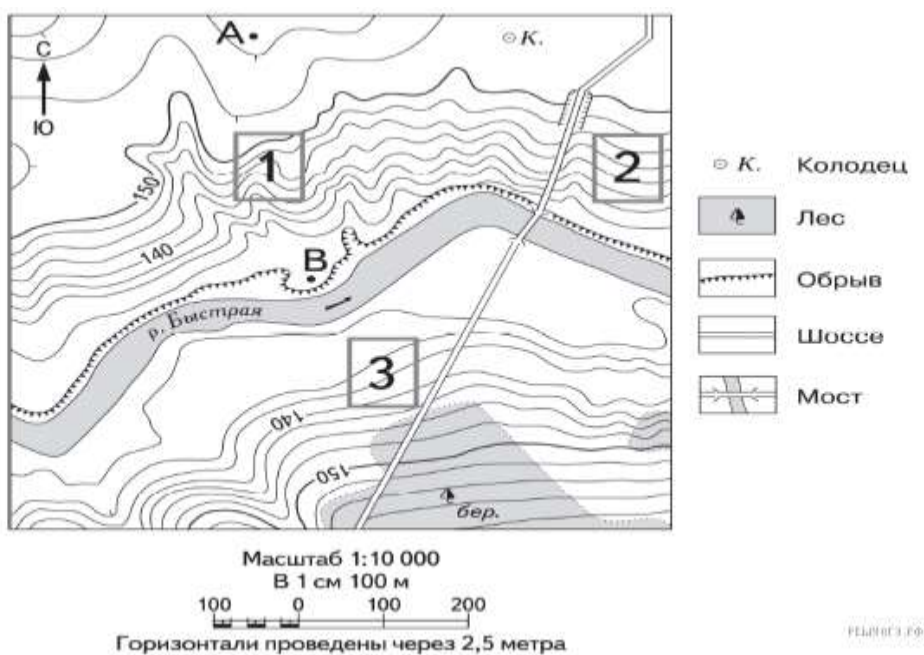 А
К.
С
Ю
1
2
150
140
В
р. Быстрая
3
140
150
бер.
К. Колодец
Лес
Обрыв
Шоссе
Мост
Масштаб 1:10 000
В 1 см 100 м
100 0 100 200
Горизонтали проведены через 2,5 метра